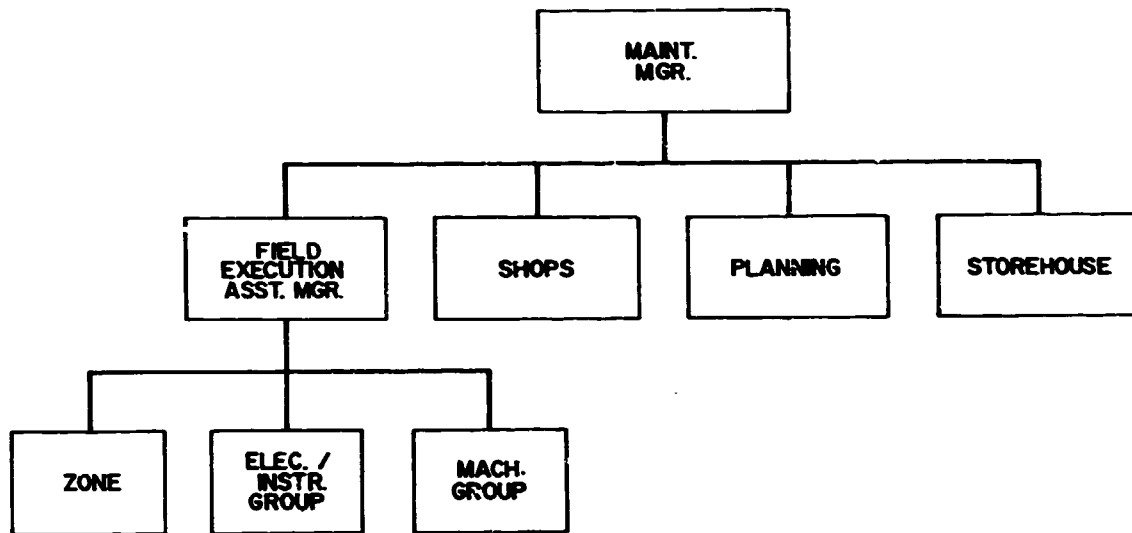 MAINT.
MGR.
FIELD
EXECUTION
ASST. MGR.
SHOPS
PLANNING
STOREHOUSE
ZONE
ELEC. /
INSTR.
GROUP
MACH.
GROUP